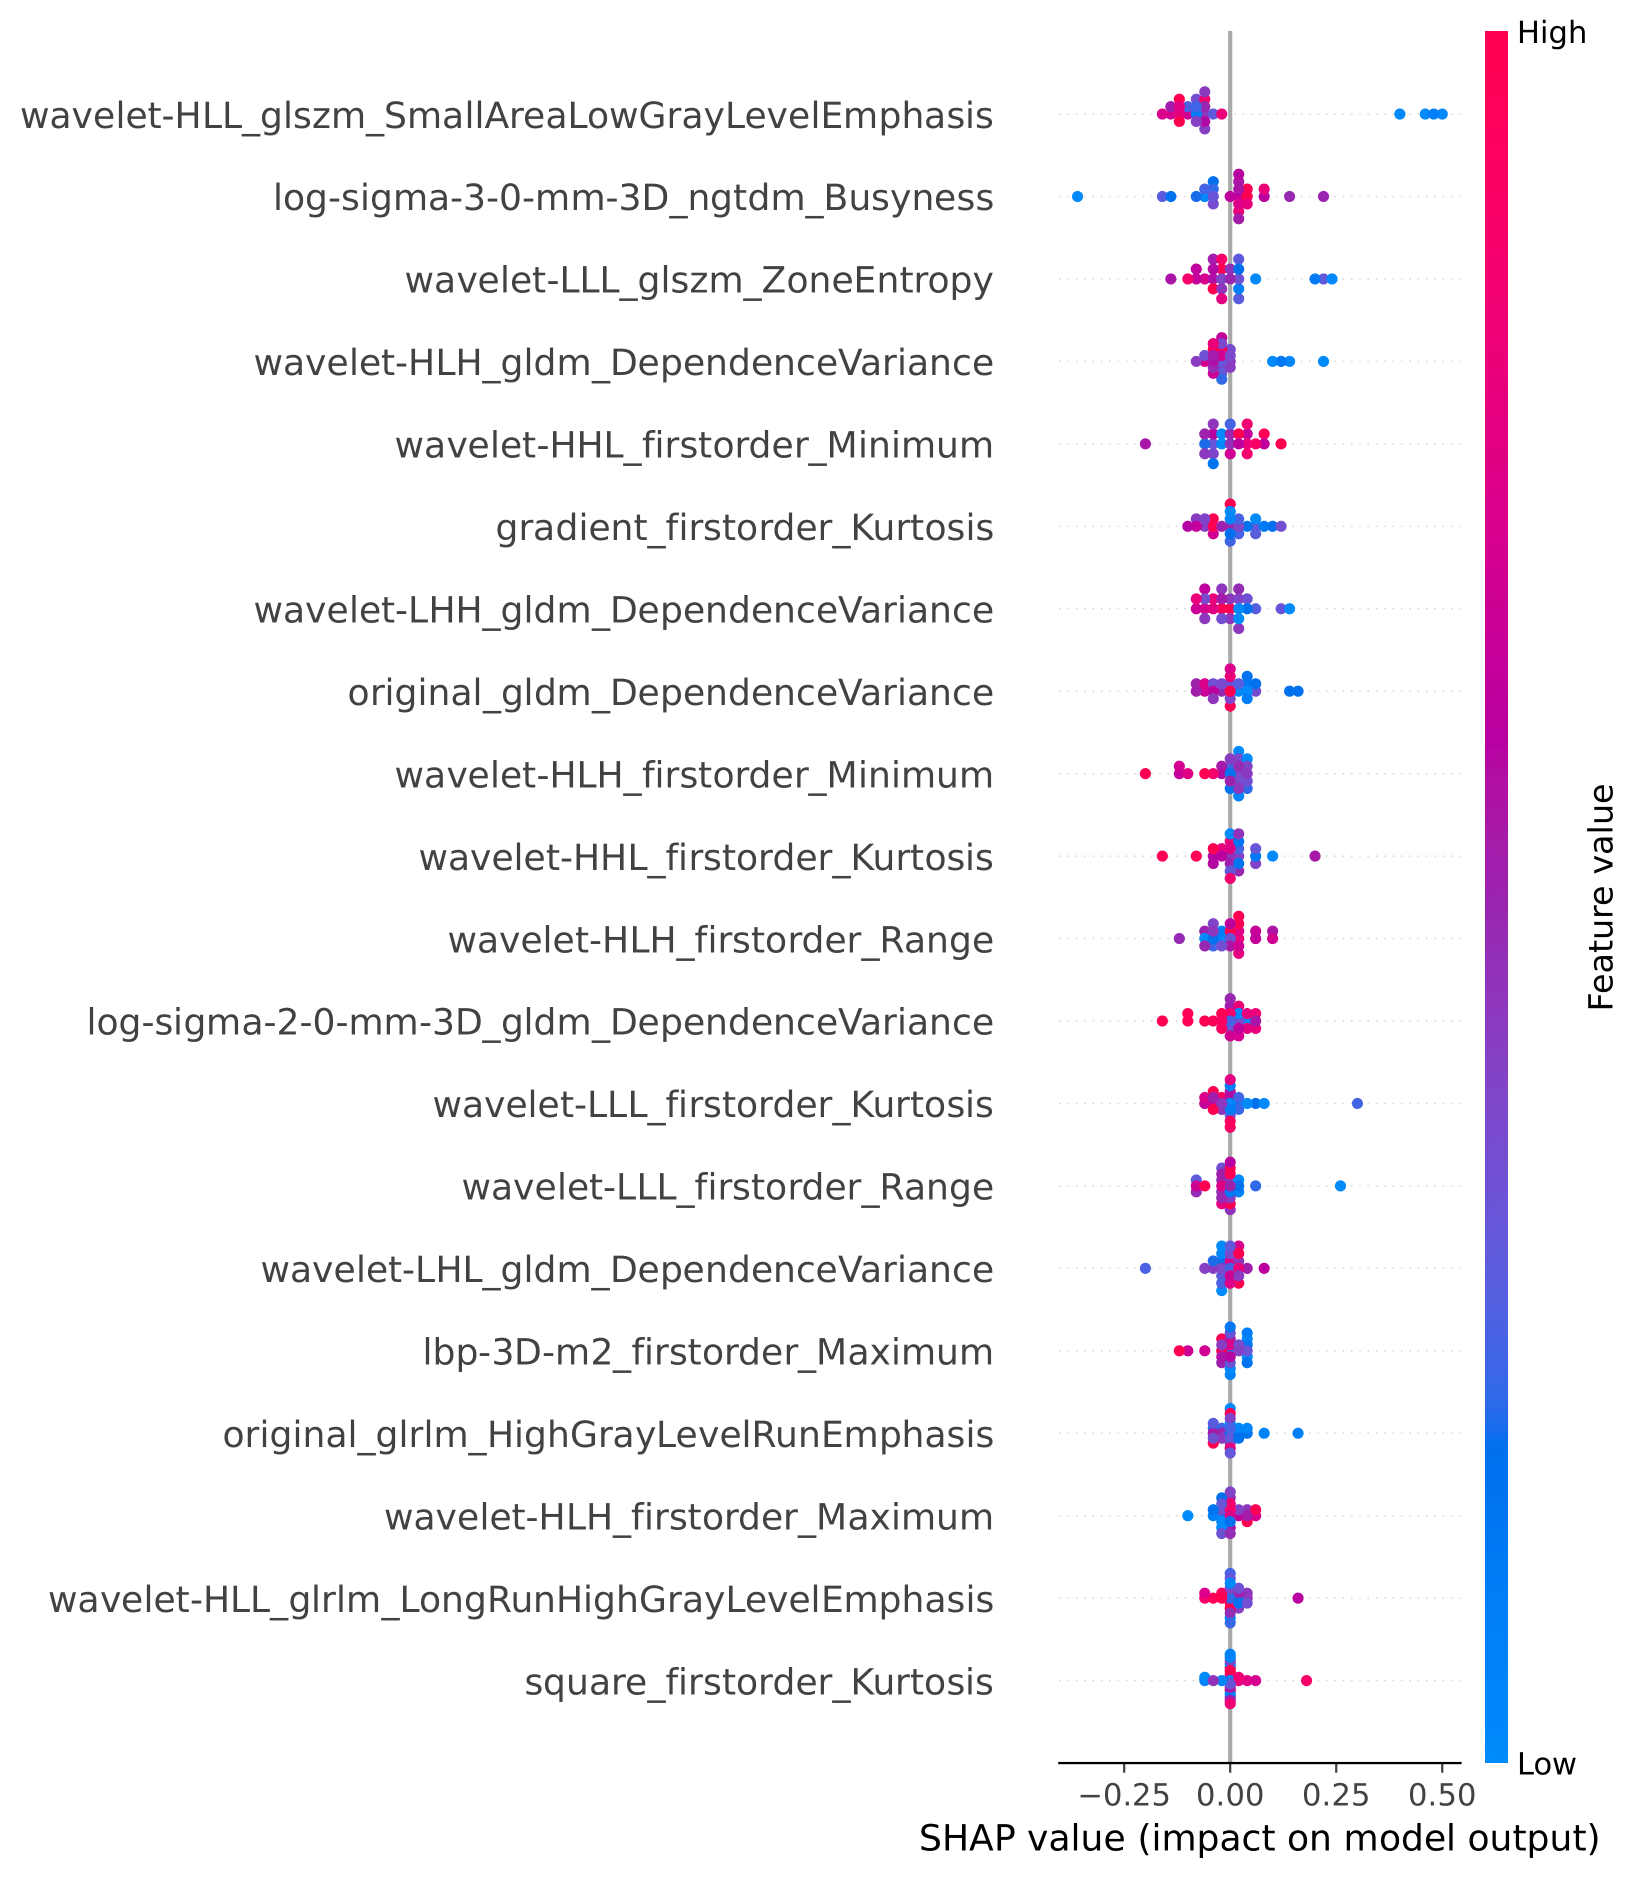 High
wavelet-HLL_glszm_SmallAreaLowGrayLevelEmphasis
log-sigma-3-0-mm-3D_ngtdm_Busyness
wavelet-LLL_glszm_ZoneEntropy
wavelet-HLH_gldm_DependenceVariance
wavelet-HHL_firstorder_Minimum
gradient_firstorder_Kurtosis
wavelet-LHH_gldm_DependenceVariance
original_gldm_DependenceVariance
wavelet-HLH_firstorder_Minimum
wavelet-HHL_firstorder_Kurtosis
wavelet-HLH_firstorder_Range
log-sigma-2-0-mm-3D_gldm_DependenceVariance
wavelet-LLL_firstorder_Kurtosis
wavelet-LLL_firstorder_Range
wavelet-LHL_gldm_DependenceVariance
lbp-3D-m2_firstorder_Maximum
original_glrlm_HighGrayLevelRunEmphasis
wavelet-HLH_firstorder_Maximum
wavelet-HLL_glrlm_LongRunHighGrayLevelEmphasis
square_firstorder_Kurtosis
Feature value
Low
−0.25 0.00 0.25 0.50
SHAP value (impact on model output)